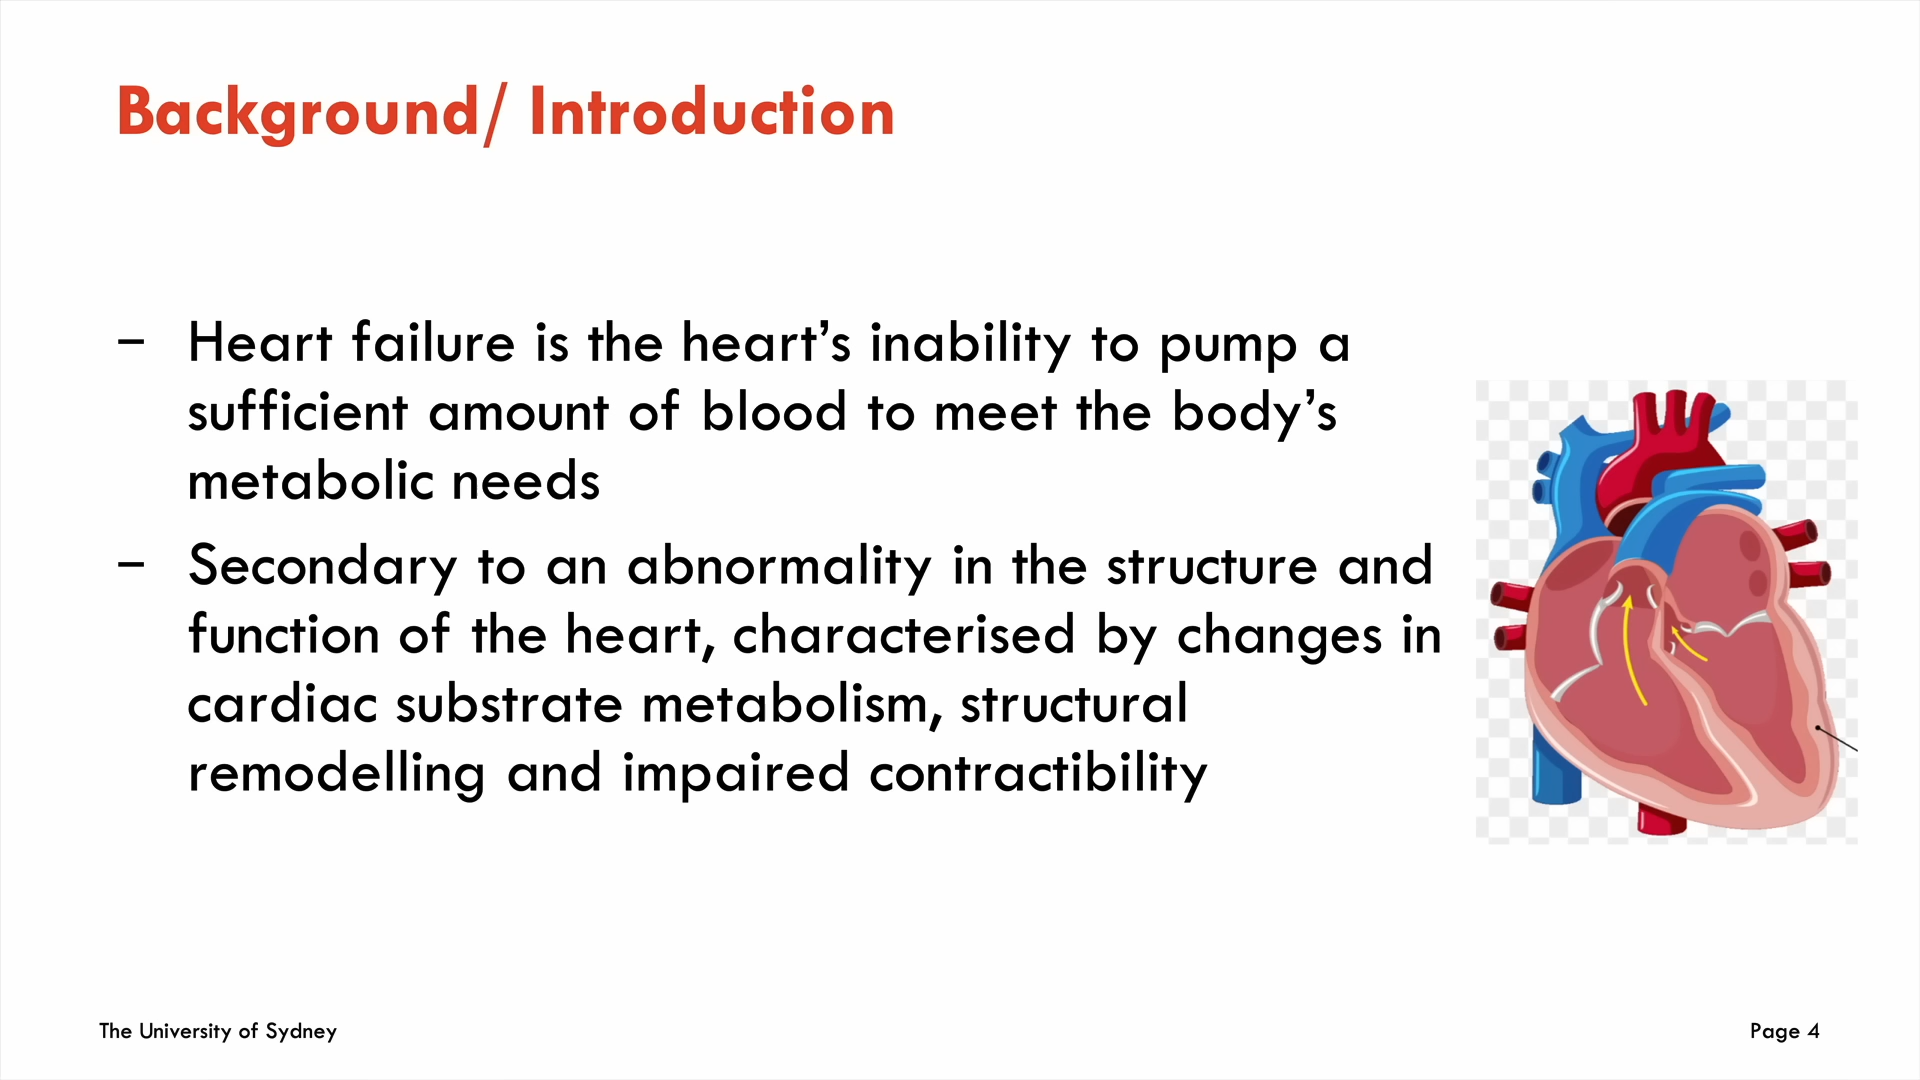 Background/ Introduction
– Heart failure is the heart’s inability to pump a
sufficient amount of blood to meet the body’s
metabolic needs
– Secondary to an abnormality in the structure and
function of the heart, characterised by changes in
cardiac substrate metabolism, structural
remodelling and impaired contractibility
The University of Sydney
Page 4